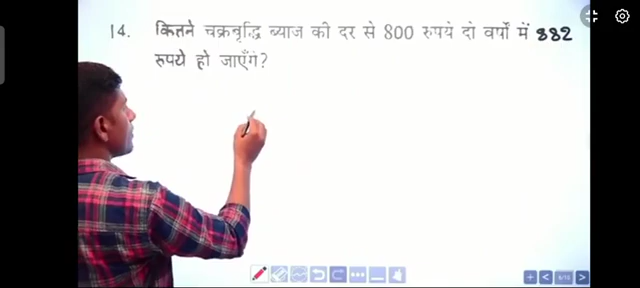 14. कितने चक्रवृद्धि ब्याज की दर से 800 रुपये दो वर्षों में 882
रुपये हो जाएँगे?